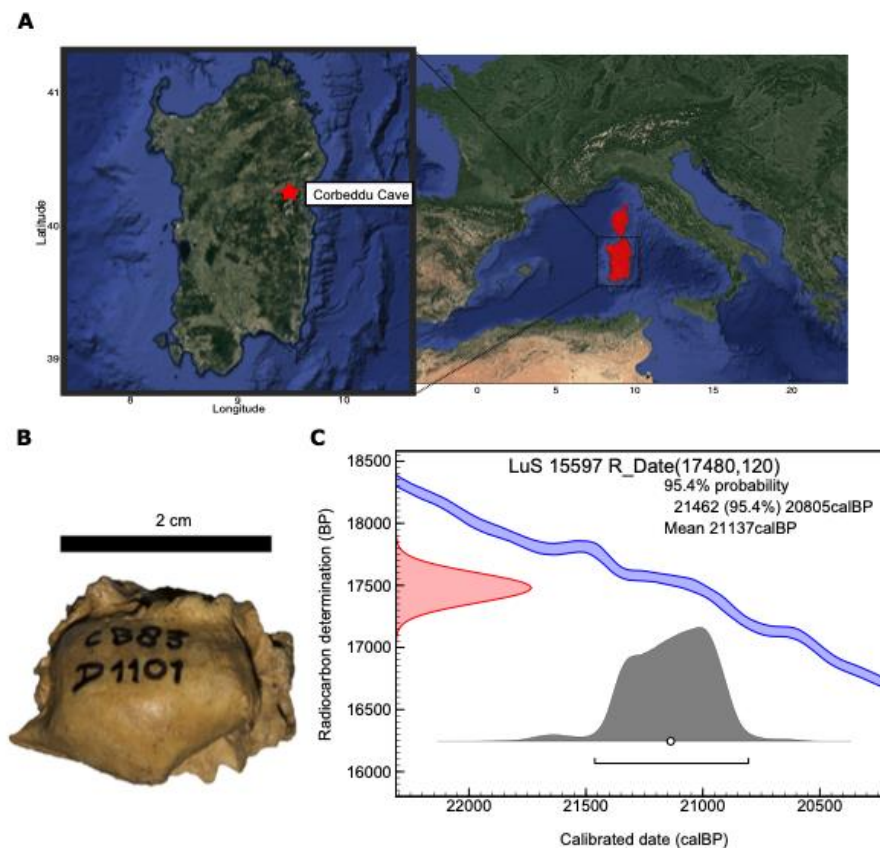 A
41
40
39
Latitude
Corbeddu Cave
8
9
10
Longitude
0
5
10
15
20
B
2 cm
CB83
D1101
C
LuS 15597 R_Date(17480,120)
95.4% probability
21462 (95.4%) 20805calBP
Mean 21137calBP
18500
18000
17500
17000
16500
16000
Radiocarbon determination (BP)
22000
21500
21000
20500
Calibrated date (calBP)